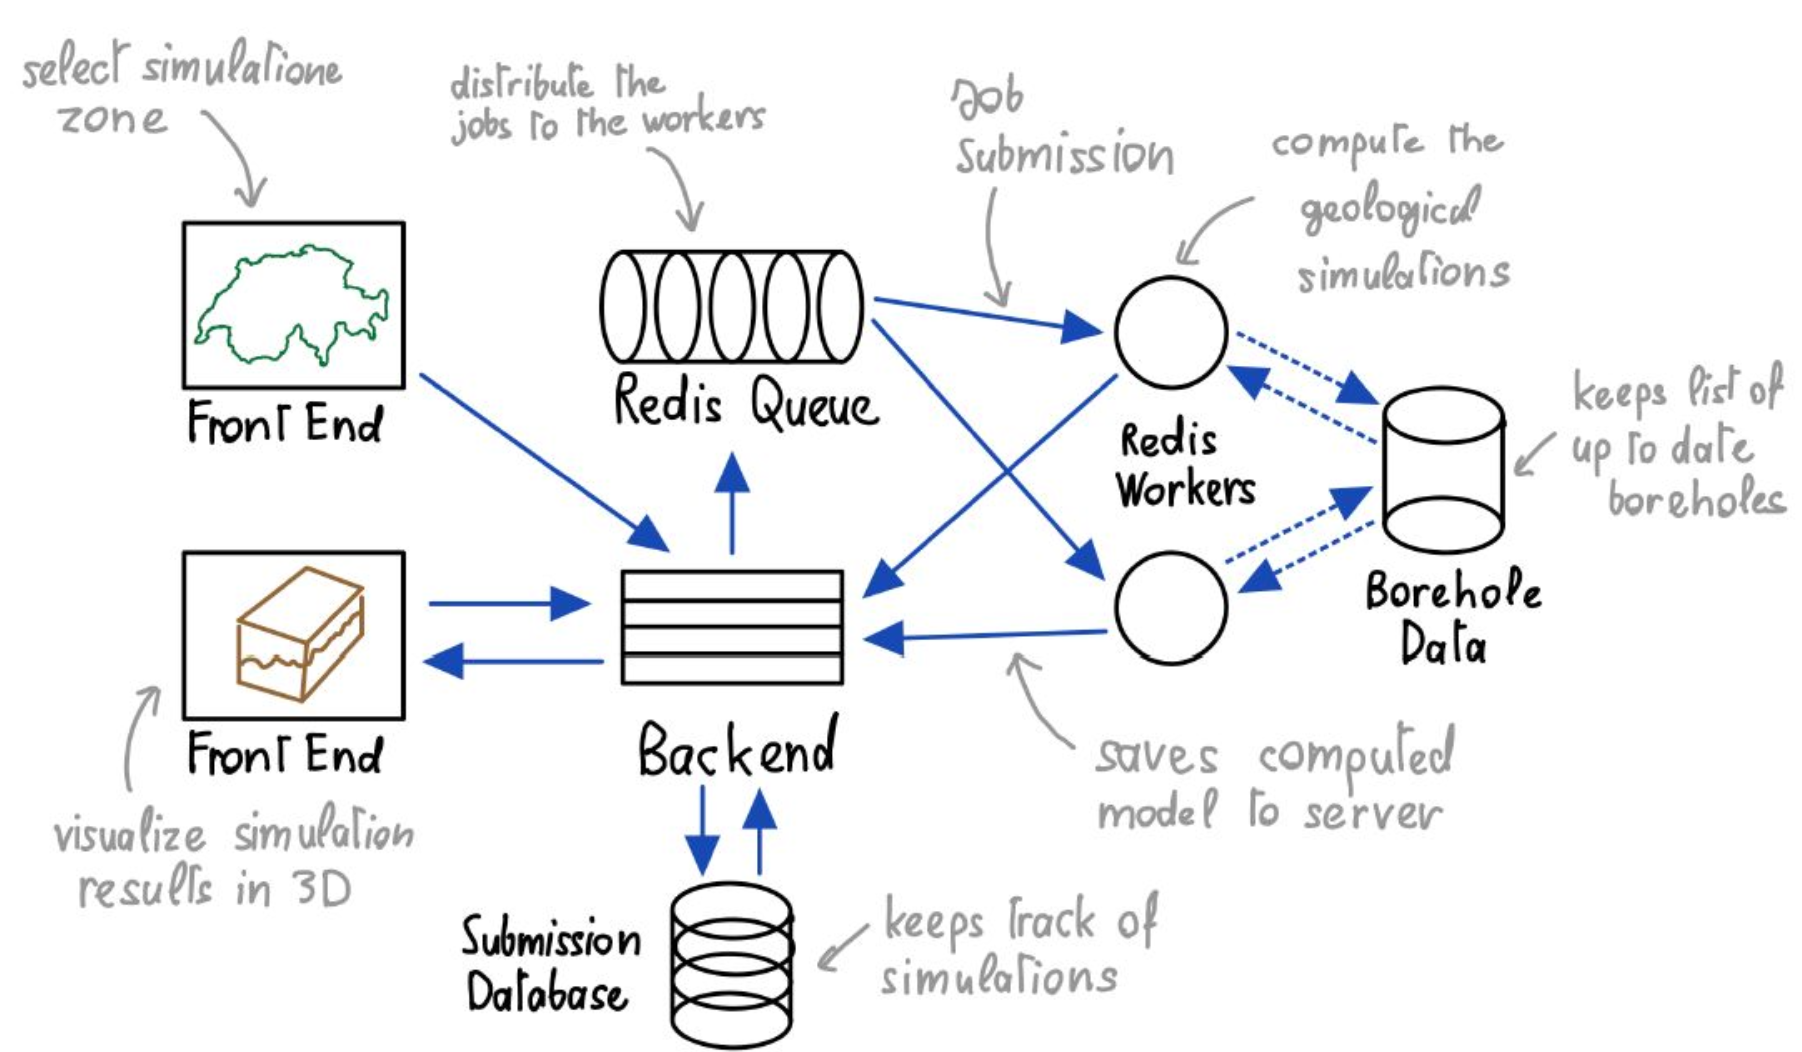 select simulatione
zone
distribute the
jobs to the workers
Job
Submission
compute the
geological
simulations
Front End
Redis Queue
Redis
Workers
keeps list of
up to date
boreholes
Borehole
Data
Front End
Backend
visualize simulation
results in 3D
saves computed
model to server
Submission
Database
keeps track of
simulations